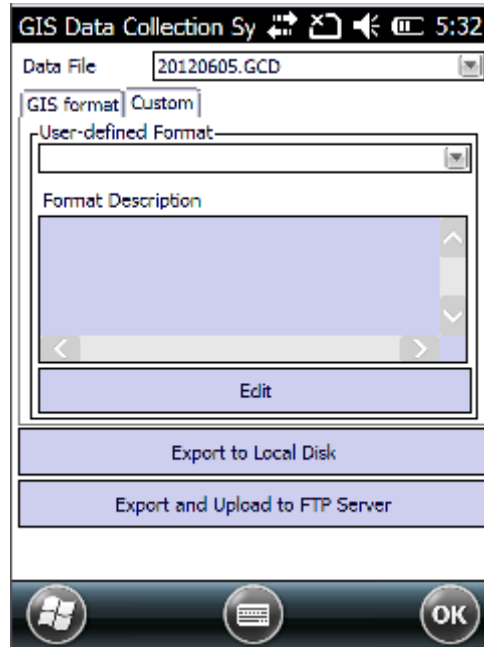 GIS Data Collection Sy 5:32
Data File 20120605.GCD
GIS format Custom
User-defined Format
Format Description
Edit
Export to Local Disk
Export and Upload to FTP Server
OK